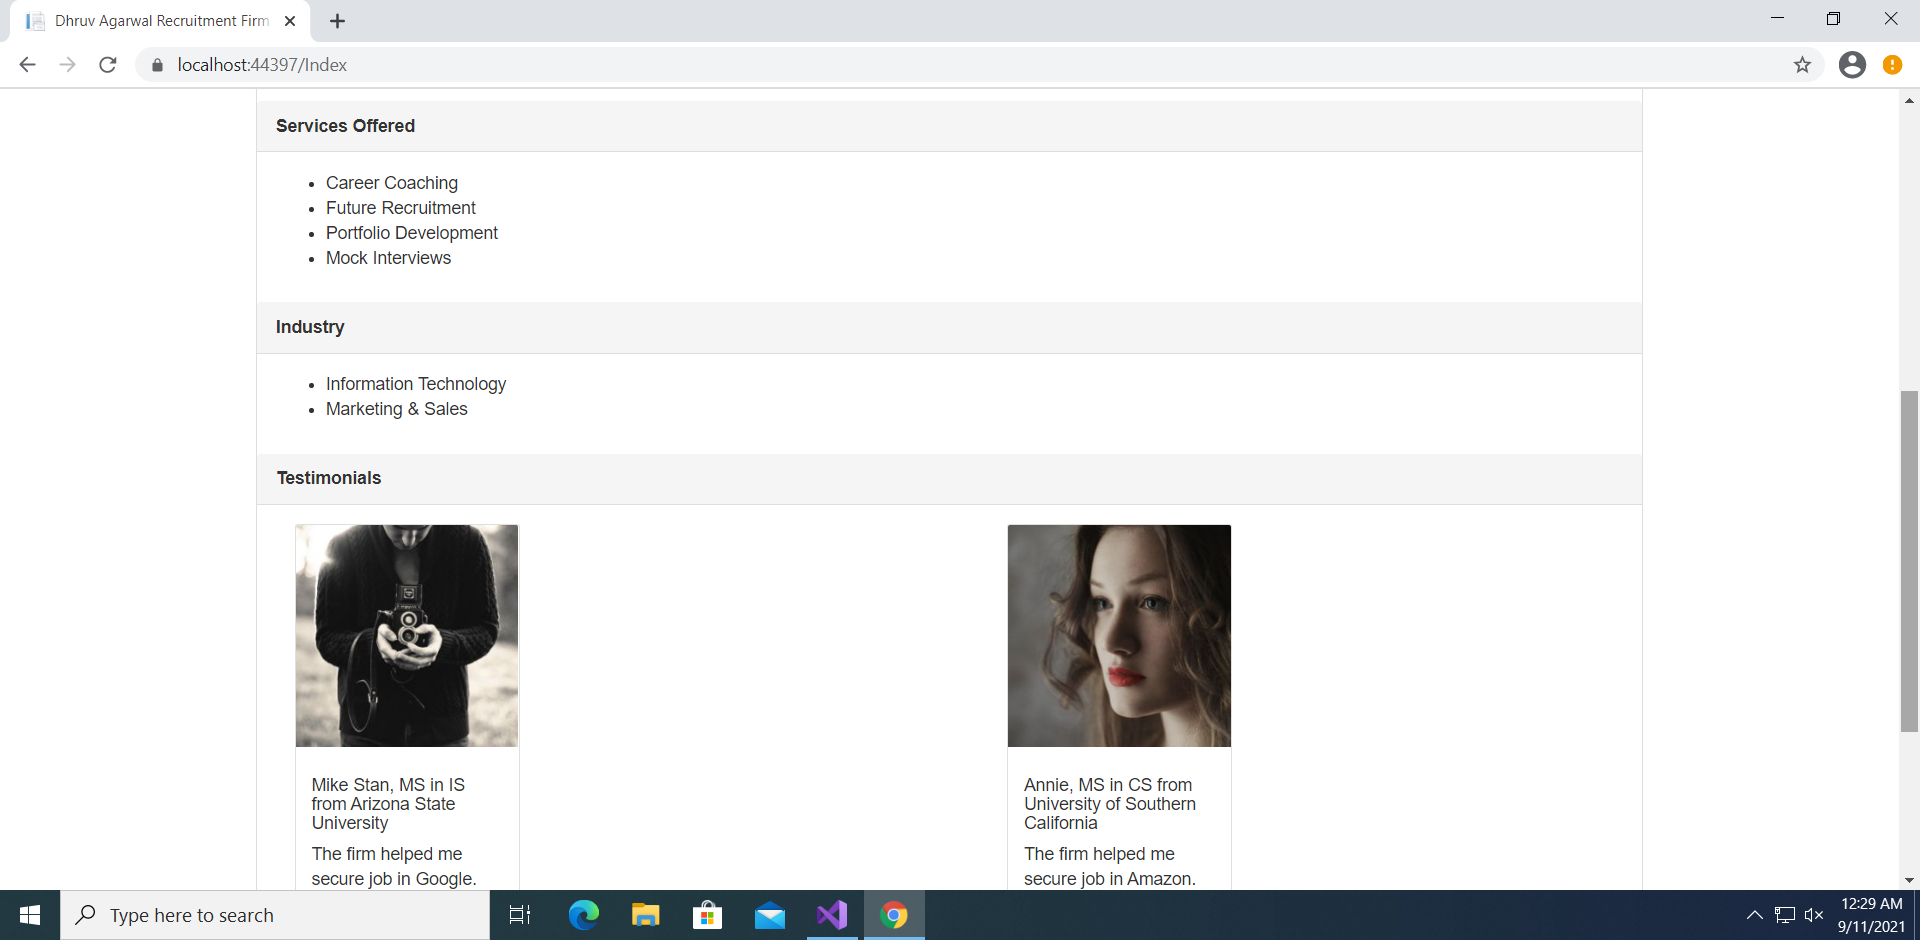 Dhruv Agarwal Recruitment Firm
localhost:44397/Index
Services Offered
Career Coaching
Future Recruitment
Portfolio Development
Mock Interviews
Industry
Information Technology
Marketing & Sales
Testimonials
Mike Stan, MS in IS
from Arizona State
University
The firm helped me
secure job in Google.
Annie, MS in CS from
University of Southern
California
The firm helped me
secure job in Amazon.
Type here to search
12:29 AM
9/11/2021